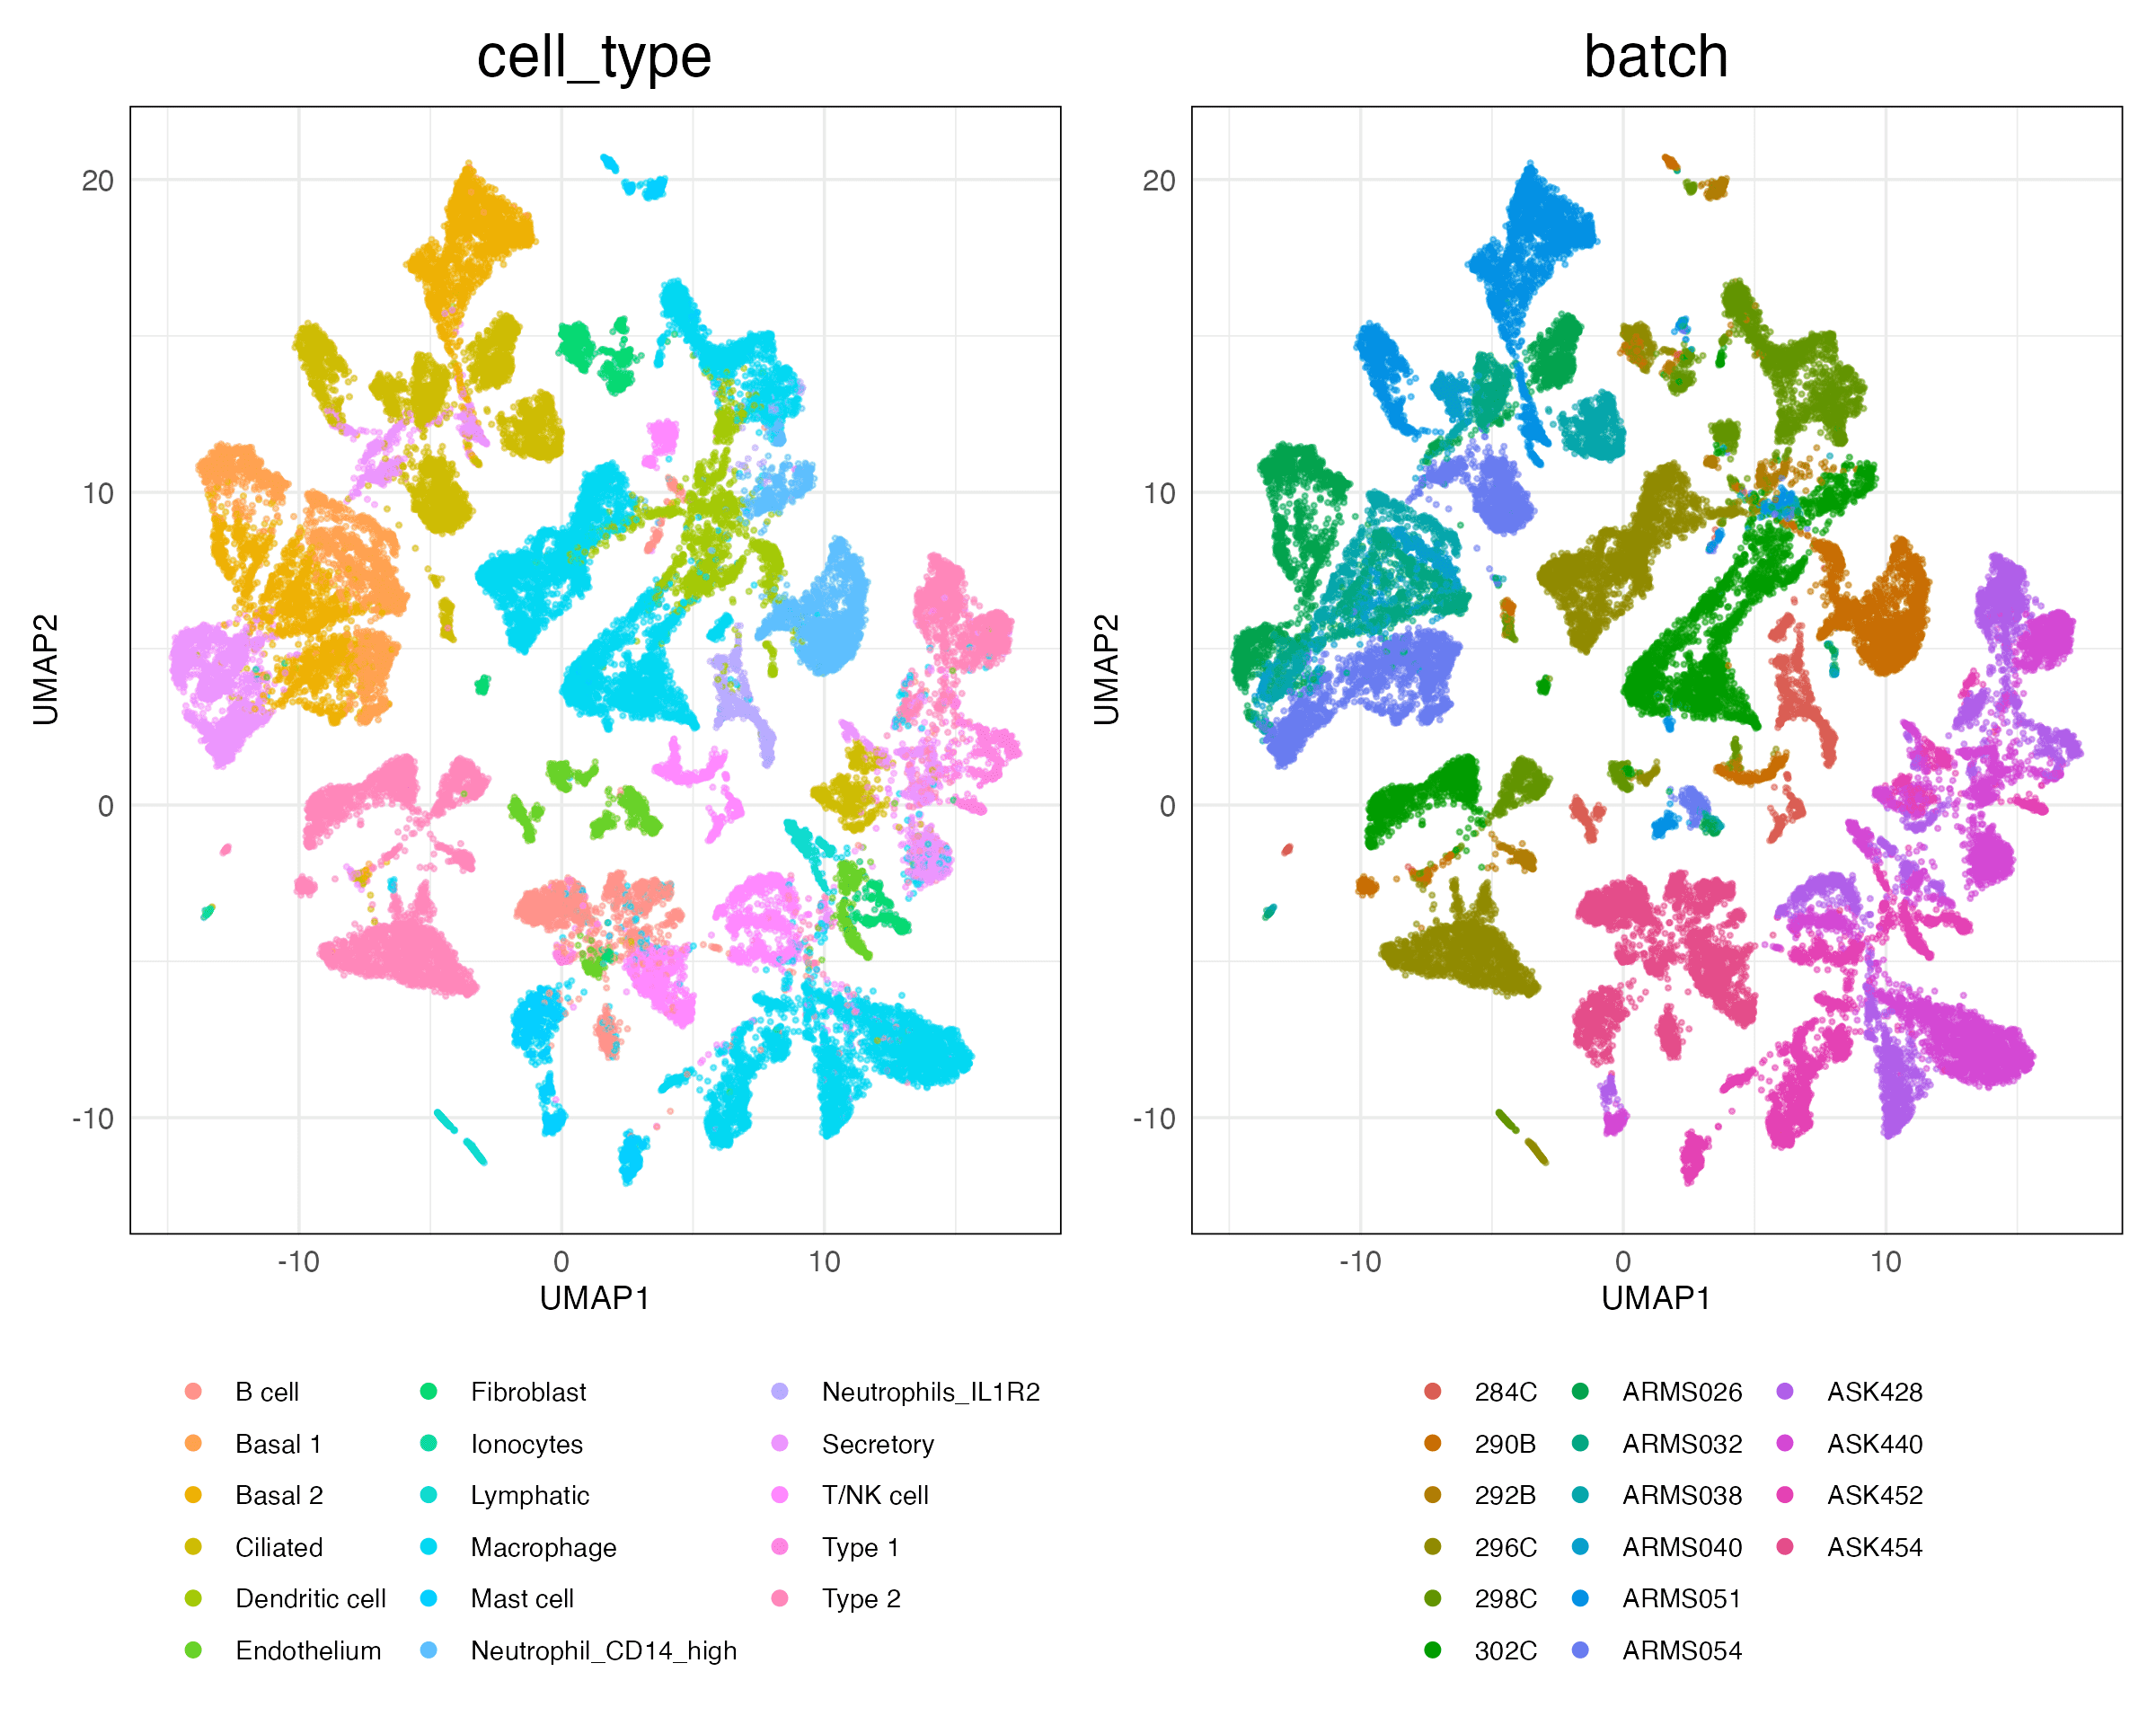 cell_type
batch
20
10
0
-10
UMAP2
-10
0
10
UMAP1
20
10
0
-10
UMAP2
-10
0
10
UMAP1
B cell
Basal 1
Basal 2
Ciliated
Dendritic cell
Endothelium
Fibroblast
Ionocytes
Lymphatic
Macrophage
Mast cell
Neutrophil_CD14_high
Neutrophils_IL1R2
Secretory
T/NK cell
Type 1
Type 2
284C
290B
292B
296C
298C
302C
ARMS026
ARMS032
ARMS038
ARMS040
ARMS051
ARMS054
ASK428
ASK440
ASK452
ASK454